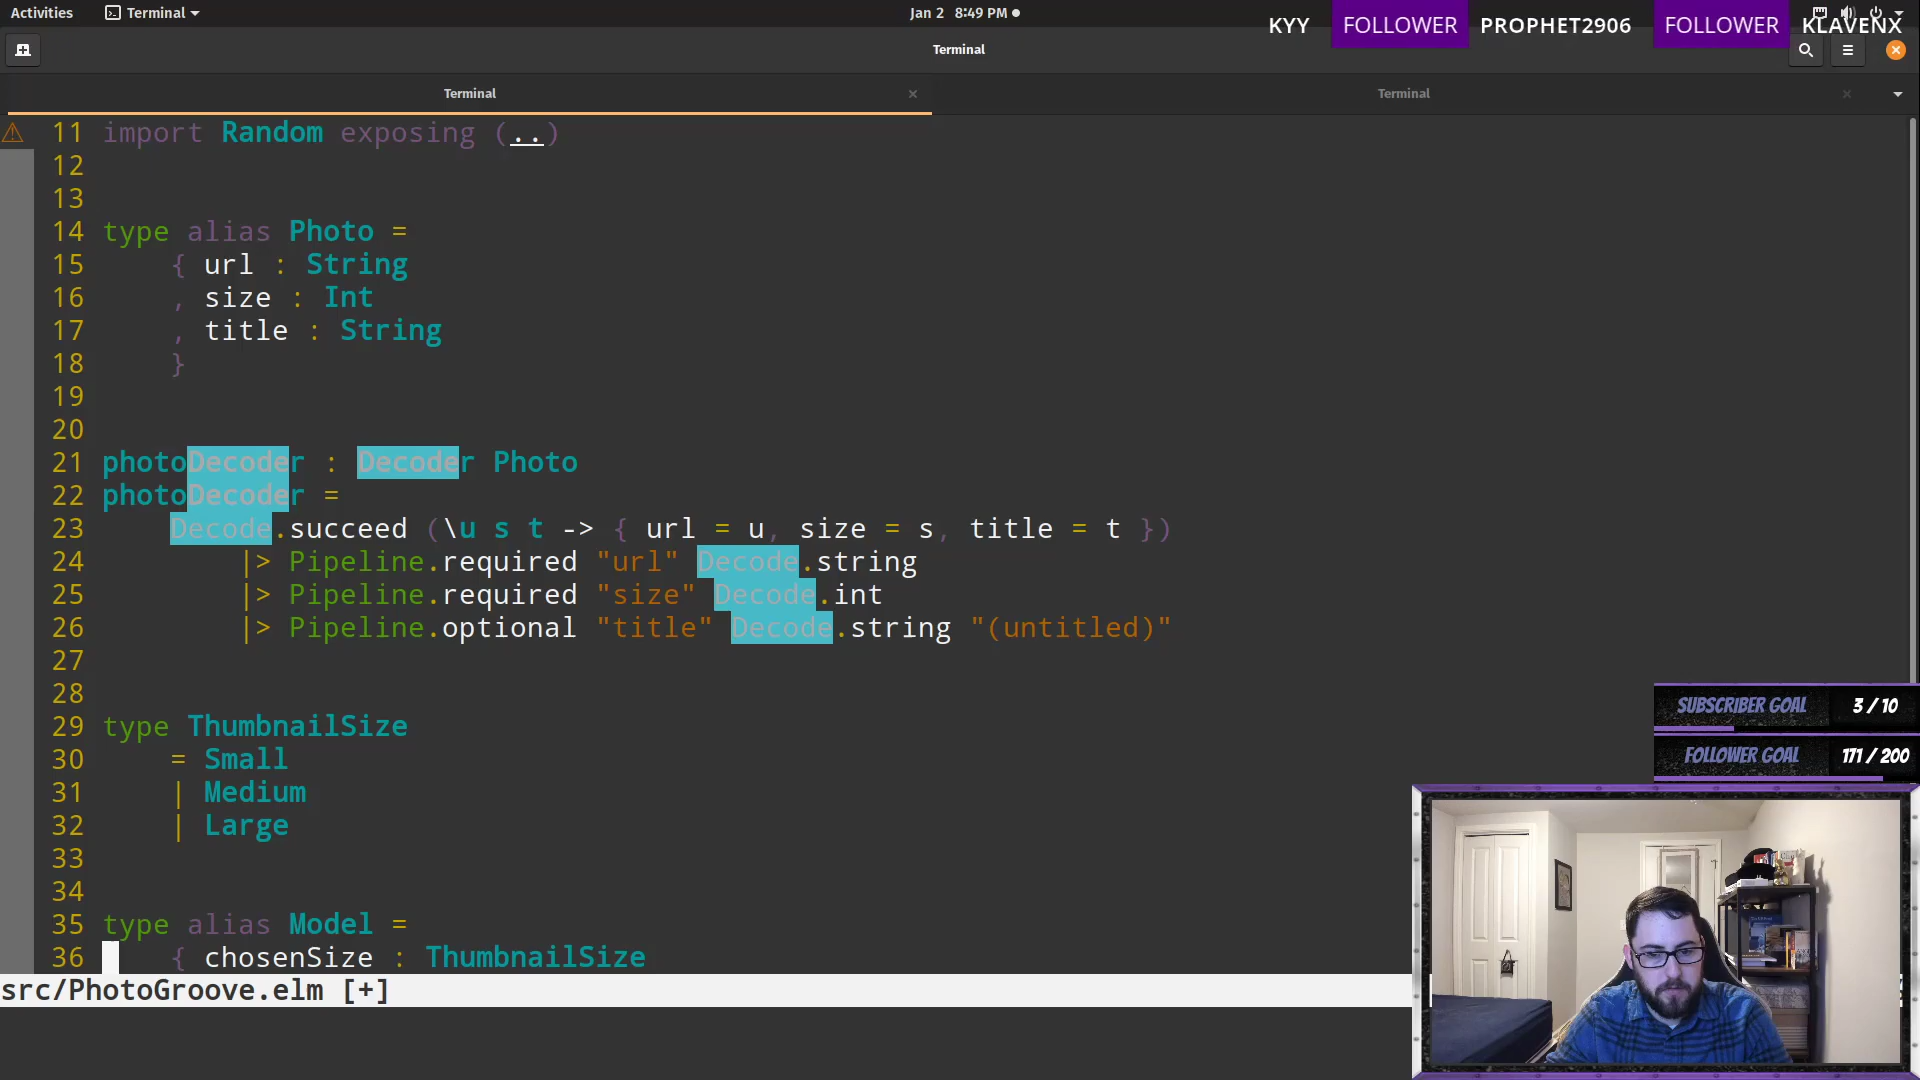 Activities
Terminal
Jan 2 8:49 PM
KYY FOLLOWER PROPHET2906 FOLLOWER KLAVENX
Terminal
Terminal
Terminal
11 import Random exposing (..)
12
13
14 type alias Photo =
15 { url : String
16 , size : Int
17 , title : String
18 }
19
20
21 photoDecoder : Decoder Photo
22 photoDecoder =
23 Decode.succeed (\u s t -> { url = u, size = s, title = t })
24 |> Pipeline.required "url" Decode.string
25 |> Pipeline.required "size" Decode.int
26 |> Pipeline.optional "title" Decode.string "(untitled)"
27
28
29 type ThumbnailSize
30 = Small
31 | Medium
32 | Large
33
34
35 type alias Model =
36 { chosenSize : ThumbnailSize
src/PhotoGroove.elm [+]
SUBSCRIBER GOAL 3 / 10
FOLLOWER GOAL 171 / 200